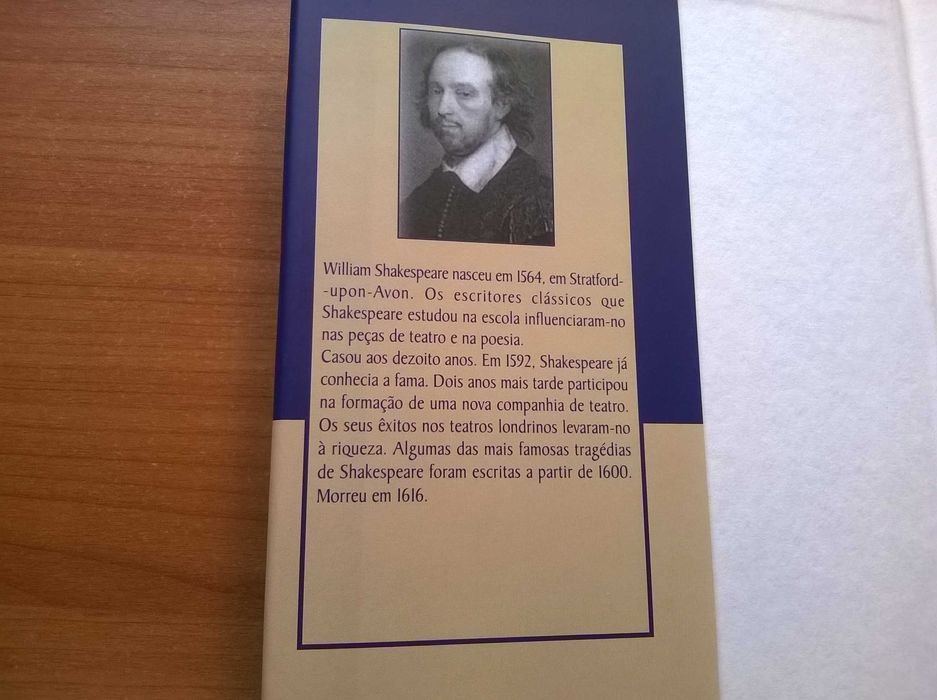 William Shakespeare nasceu em 1564, em Stratford-
-upon-Avon. Os escritores clássicos que
Shakespeare estudou na escola influenciaram-no
nas peças de teatro e na poesia.
Casou aos dezoito anos. Em 1592, Shakespeare já
conhecia a fama. Dois anos mais tarde participou
na formação de uma nova companhia de teatro.
Os seus êxitos nos teatros londrinos levaram-no
à riqueza. Algumas das mais famosas tragédias
de Shakespeare foram escritas a partir de 1600.
Morreu em 1616.